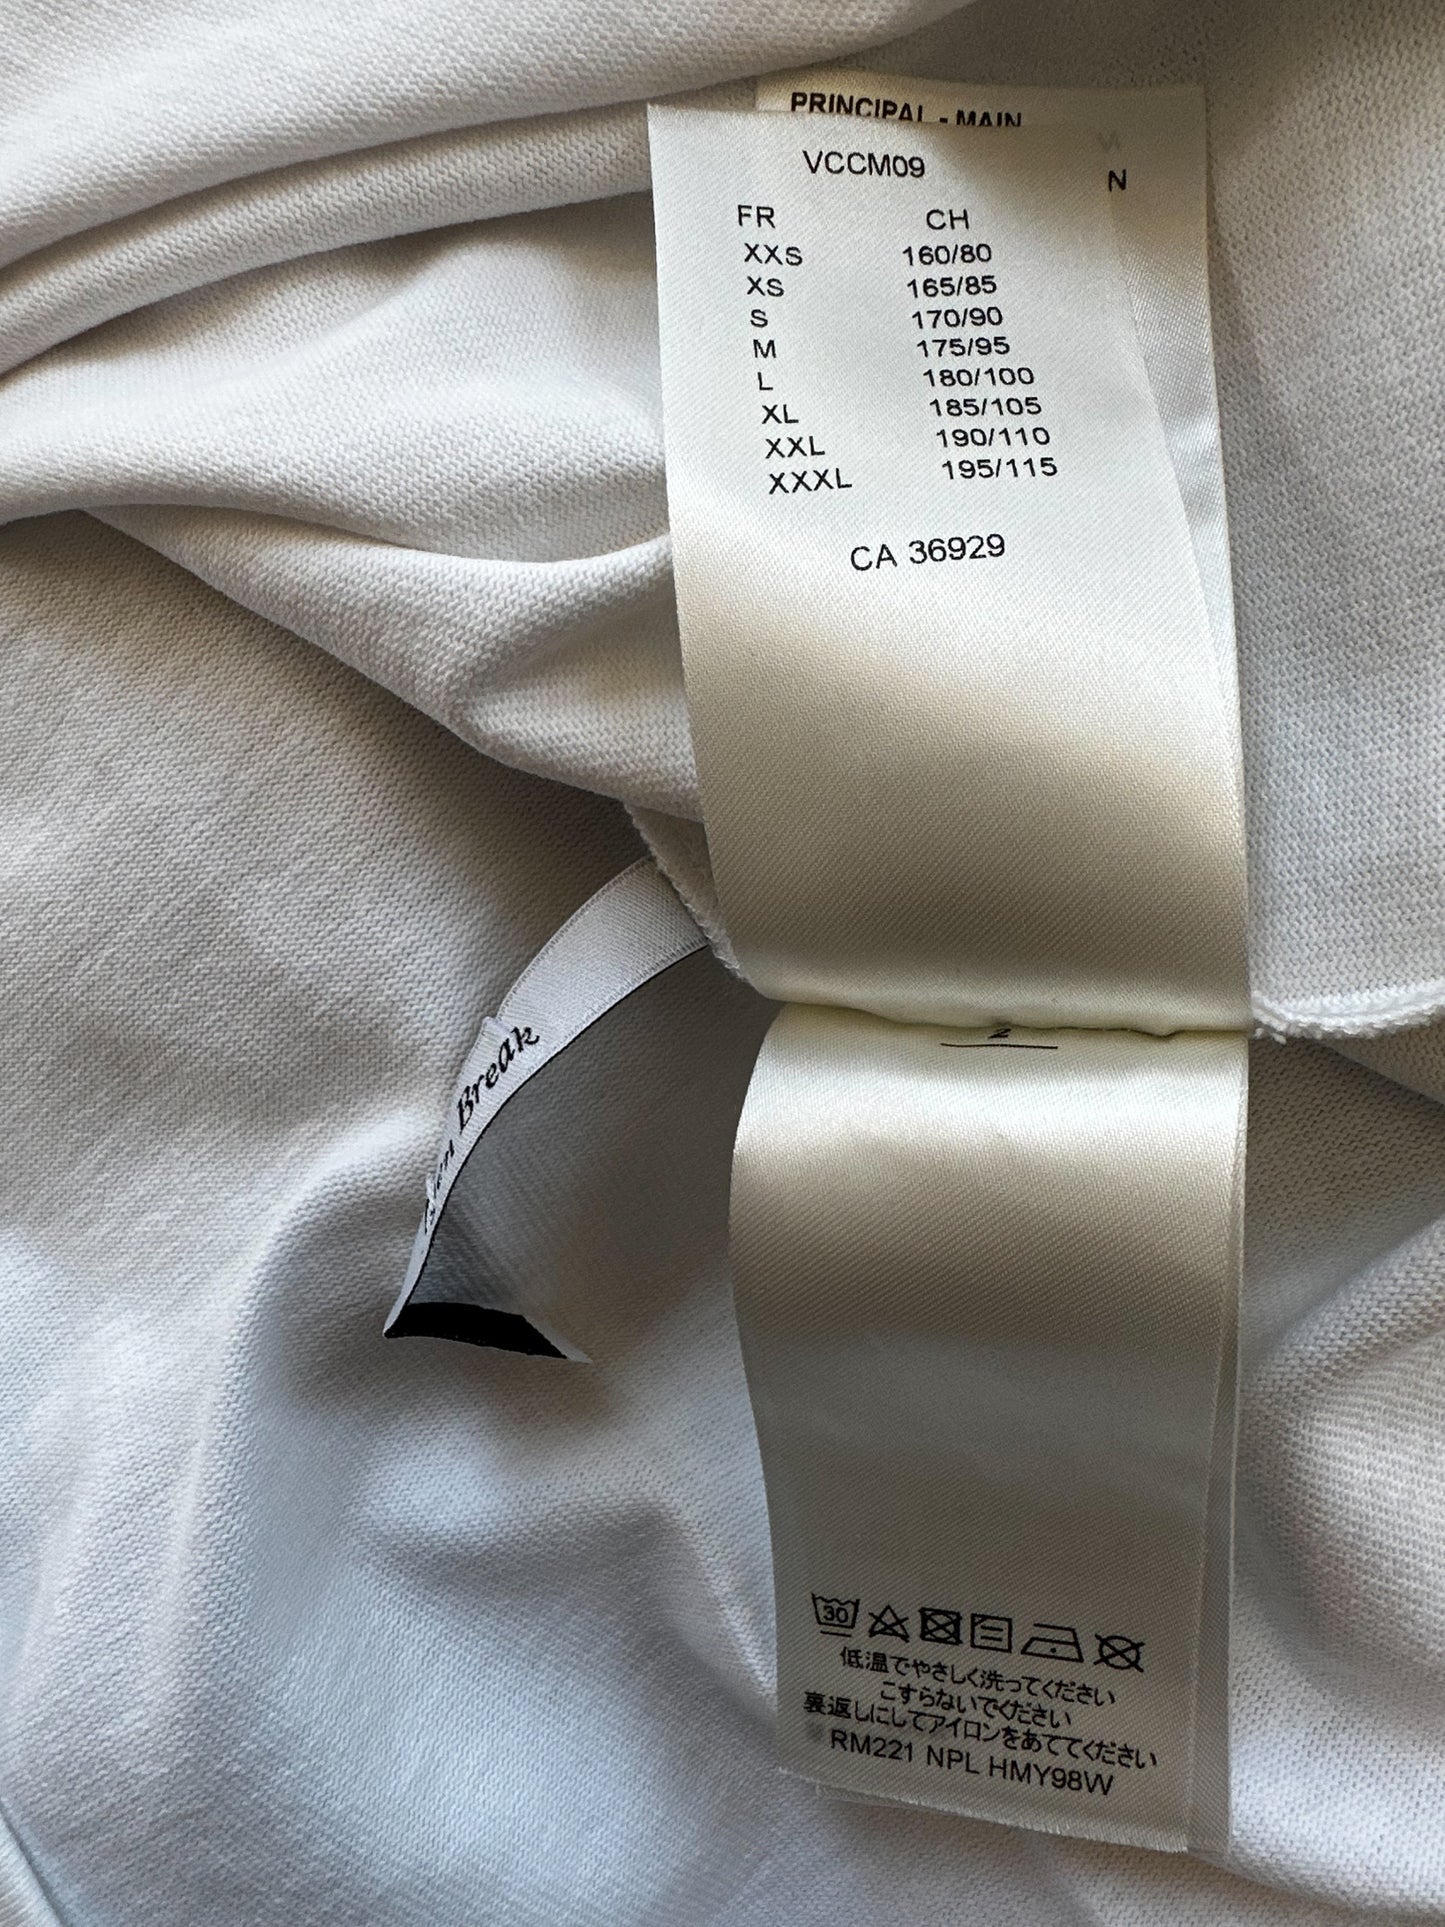 PRINCIPAL - MAIN
N
VCCM09
FR CH
XXS 160/80
XS 165/85
S 170/90
M 175/95
L 180/100
XL 185/105
XXL 190/110
XXXL 195/115
CA 36929
Break
2
30
低温でやさしく洗ってください
こすらないでください
裏返しにしてアイロンをあててください
RM221 NPL HMY98W